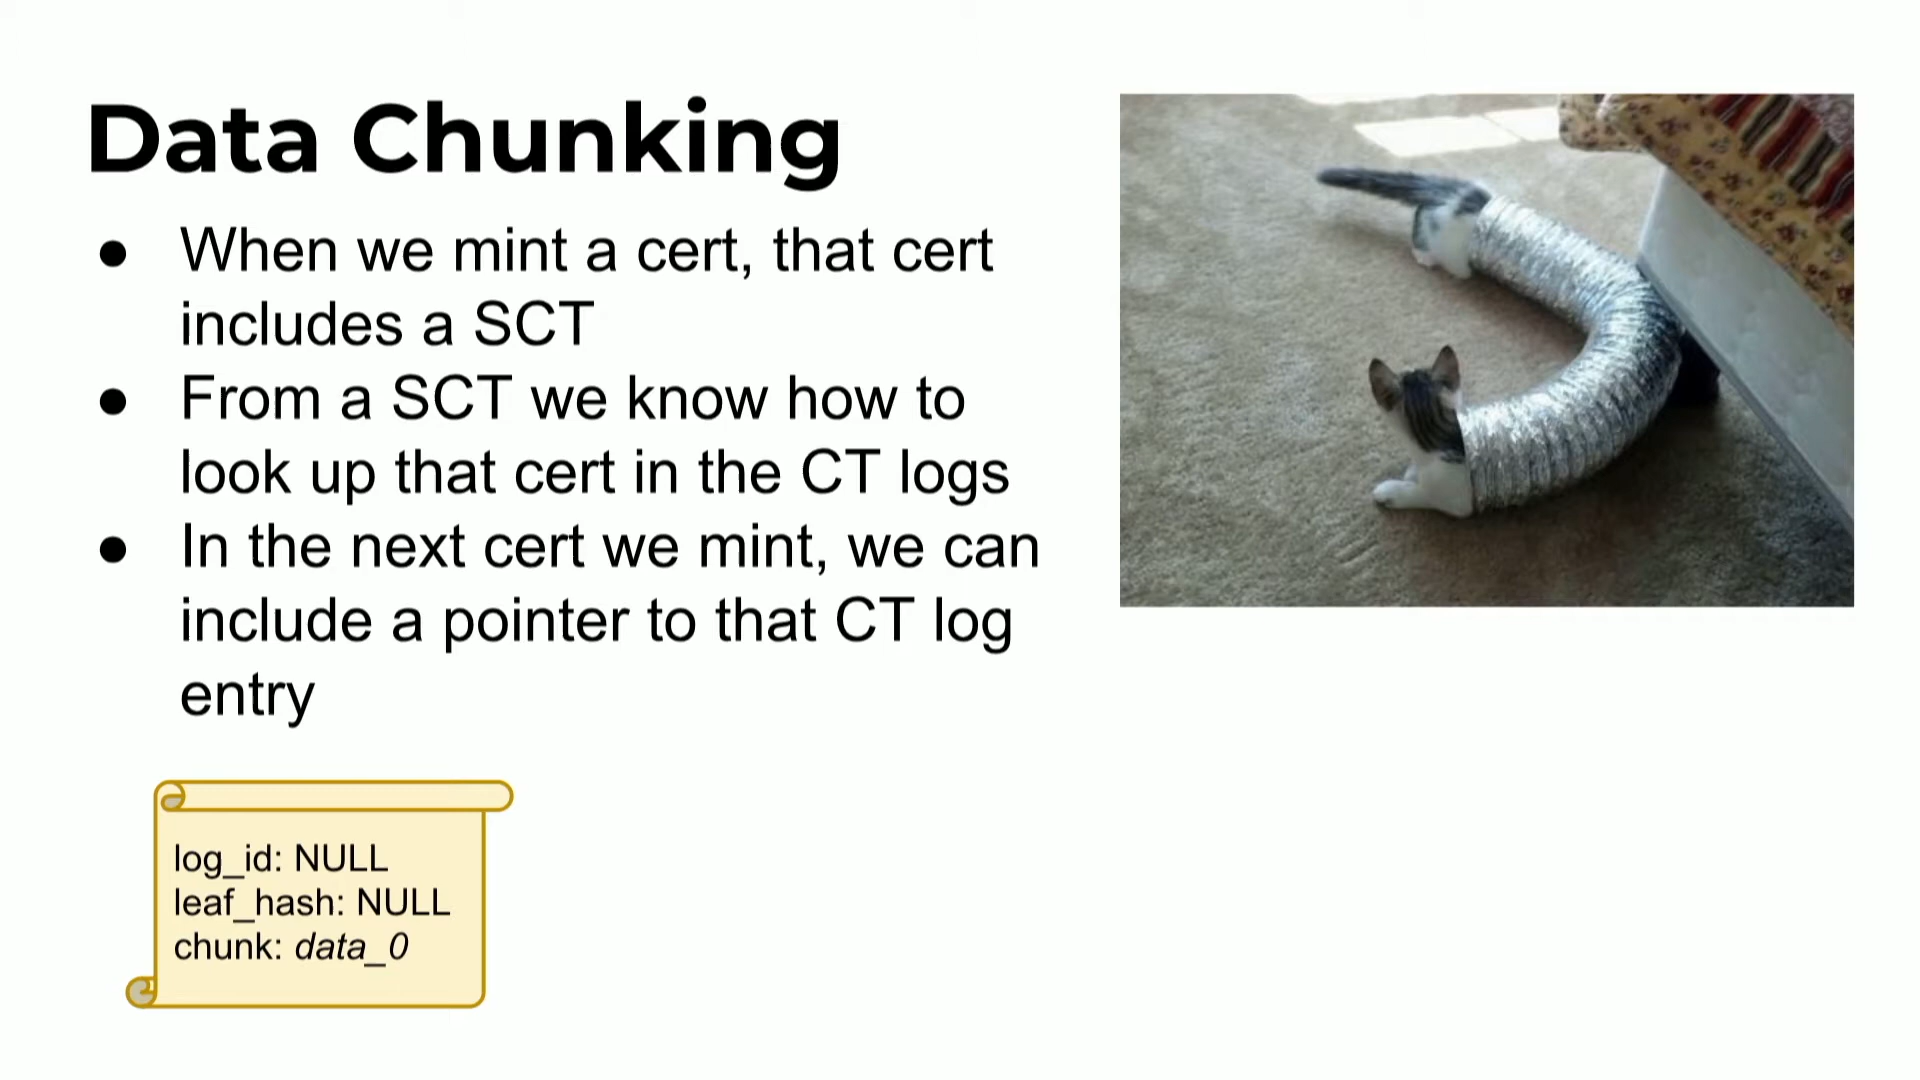 Data Chunking
● When we mint a cert, that cert
includes a SCT
● From a SCT we know how to
look up that cert in the CT logs
● In the next cert we mint, we can
include a pointer to that CT log
entry
log_id: NULL
leaf_hash: NULL
chunk: data_0